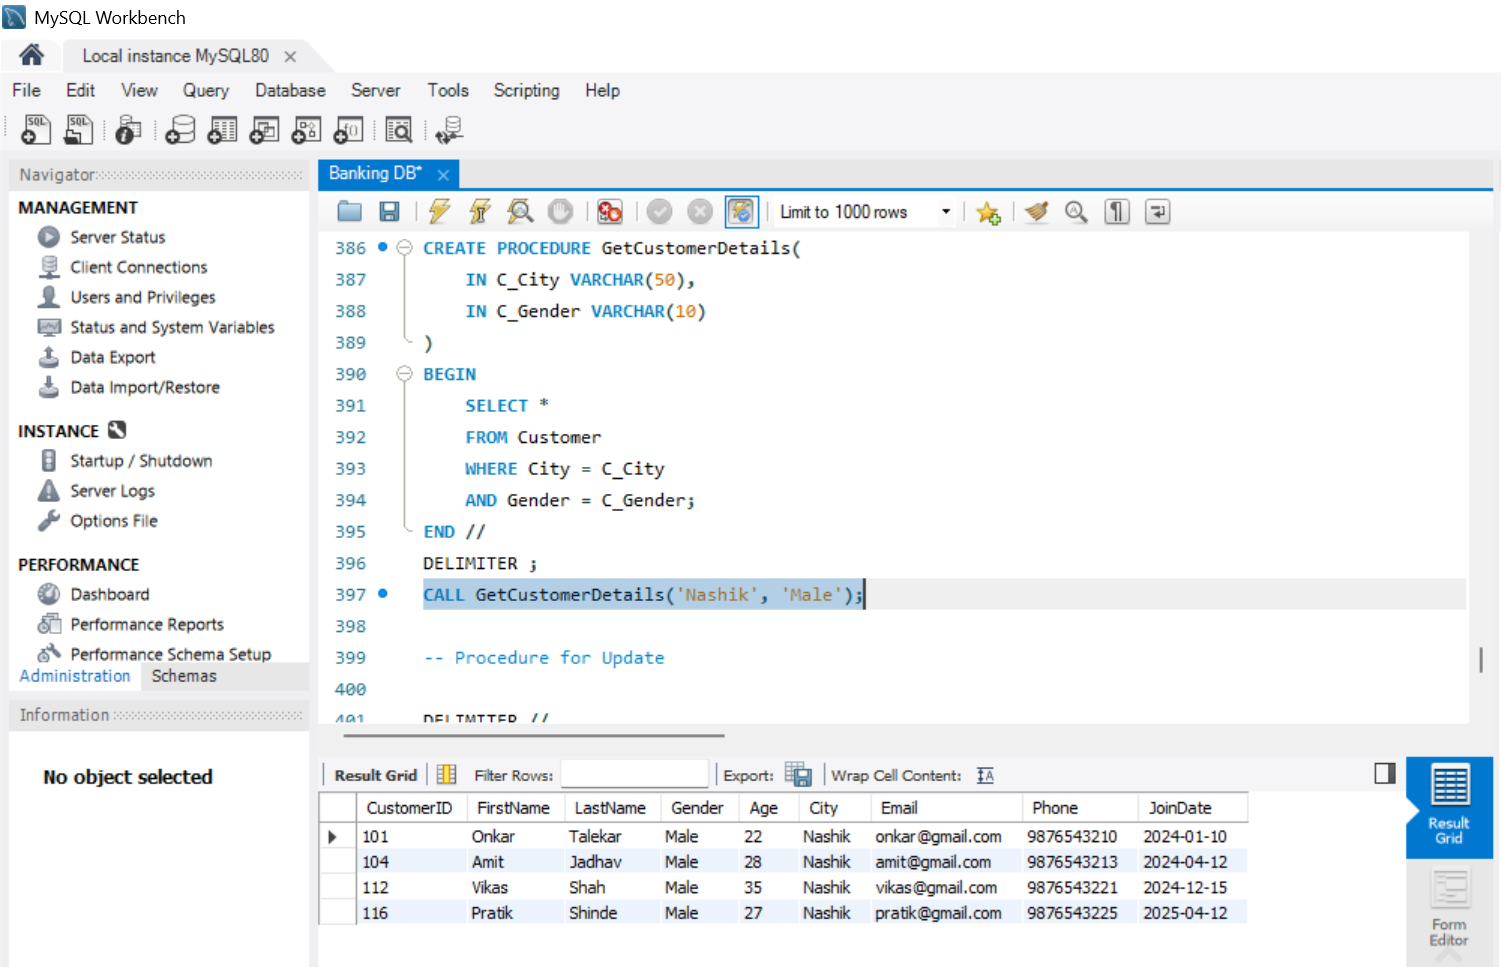 MySQL Workbench
Local instance MySQL80
File Edit View Query Database Server Tools Scripting Help
Navigator
MANAGEMENT
Server Status
Client Connections
Users and Privileges
Status and System Variables
Data Export
Data Import/Restore
INSTANCE
Startup / Shutdown
Server Logs
Options File
PERFORMANCE
Dashboard
Performance Reports
Performance Schema Setup
Administration Schemas
Information
No object selected
Banking DB*
Limit to 1000 rows
386 CREATE PROCEDURE GetCustomerDetails(
387 IN C_City VARCHAR(50),
388 IN C_Gender VARCHAR(10)
389 )
390 BEGIN
391 SELECT *
392 FROM Customer
393 WHERE City = C_City
394 AND Gender = C_Gender;
395 END //
396 DELIMITER ;
397 CALL GetCustomerDetails('Nashik', 'Male');
398
399 -- Procedure for Update
400
401 DELIMITER //
Result Grid Filter Rows: Export: Wrap Cell Content:
CustomerID FirstName LastName Gender Age City Email Phone JoinDate
101 Onkar Talekar Male 22 Nashik onkar@gmail.com 9876543210 2024-01-10
104 Amit Jadhav Male 28 Nashik amit@gmail.com 9876543213 2024-04-12
112 Vikas Shah Male 35 Nashik vikas@gmail.com 9876543221 2024-12-15
116 Pratik Shinde Male 27 Nashik pratik@gmail.com 9876543225 2025-04-12
Result
Grid
Form
Editor